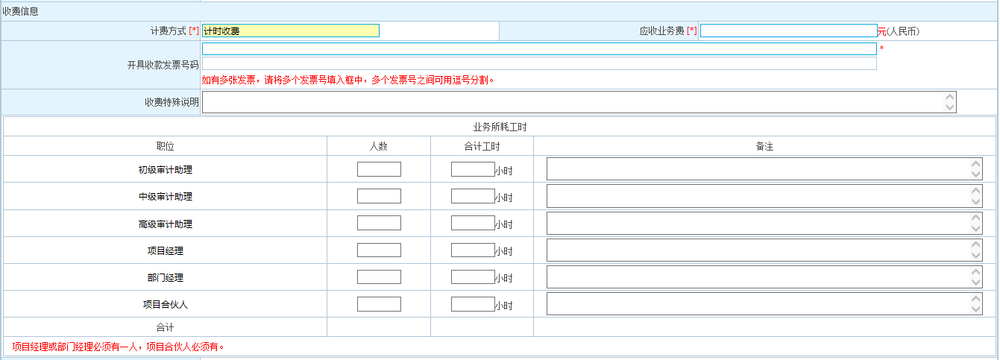 收费信息
计费方式 [*] 计时收费 应收业务费 [*] 元(人民币)
*
开具收款发票号码
如有多张发票，请将多个发票号填入框中，多个发票号之间可用逗号分割。
收费特殊说明
业务所耗工时
职位 人数 合计工时 备注
初级审计助理 小时
中级审计助理 小时
高级审计助理 小时
项目经理 小时
部门经理 小时
项目合伙人 小时
合计
项目经理或部门经理必须有一人，项目合伙人必须有。